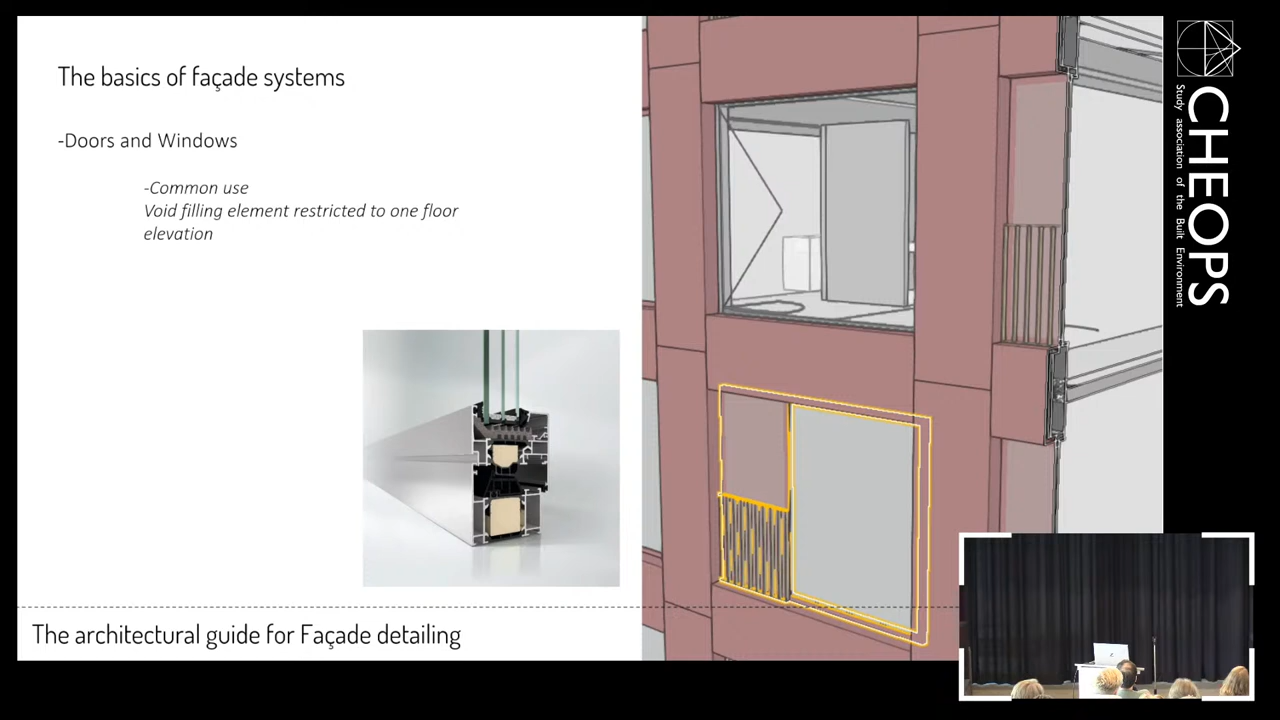 The basics of façade systems
-Doors and Windows
-Common use
Void filling element restricted to one floor
elevation
The architectural guide for Façade detailing
CHEOPS
Study association of the Built Environment